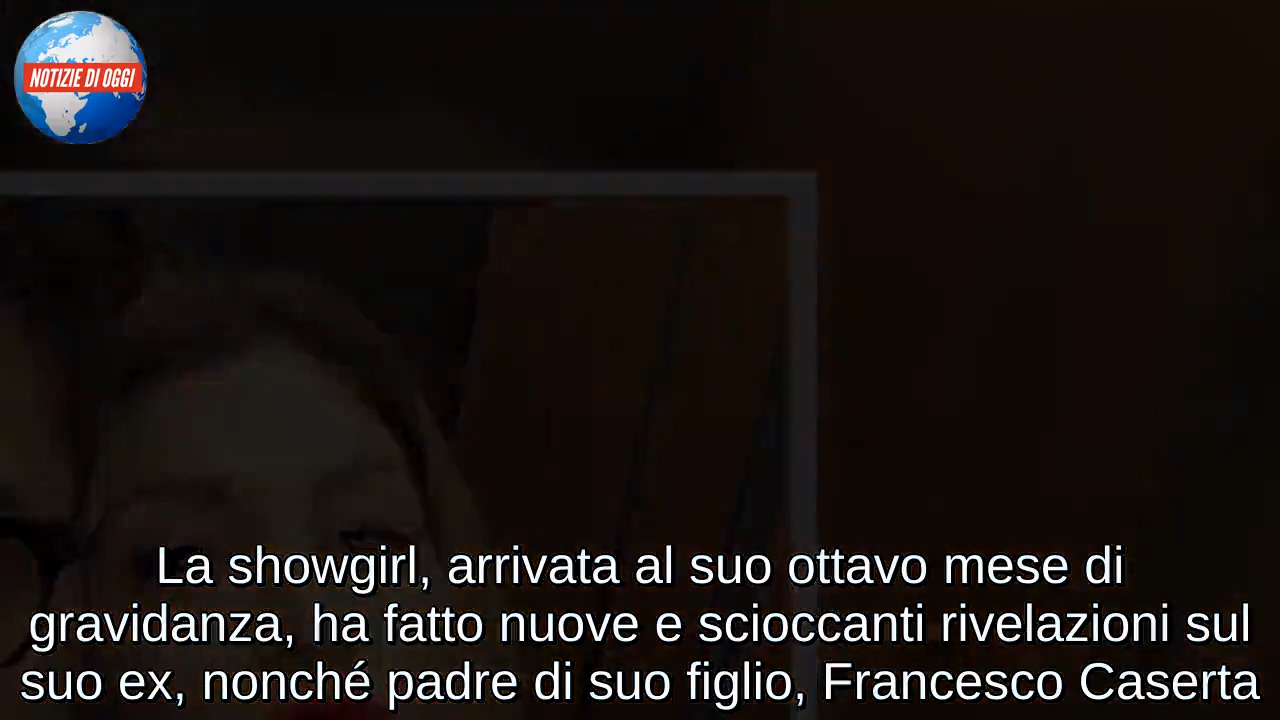 NOTIZIE DI OGGI
La showgirl, arrivata al suo ottavo mese di
gravidanza, ha fatto nuove e scioccanti rivelazioni sul
suo ex, nonché padre di suo figlio, Francesco Caserta